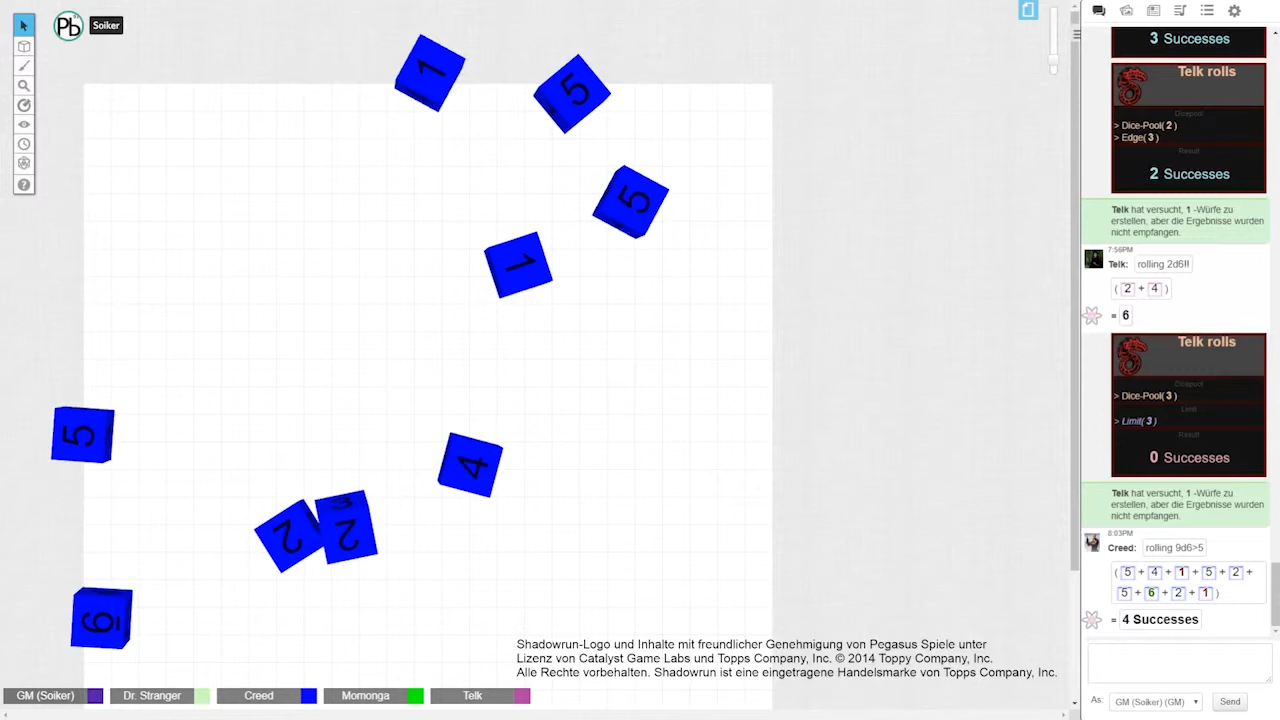 Pb Soiker
1
5
5
1
5
4
2
2
6
Shadowrun-Logo und Inhalte mit freundlicher Genehmigung von Pegasus Spiele unter
Lizenz von Catalyst Game Labs und Topps Company, Inc. © 2014 Toppy Company, Inc.
Alle Rechte vorbehalten. Shadowrun ist eine eingetragene Handelsmarke von Topps Company, Inc.
GM (Soiker) Dr. Stranger Creed Momonga Telk
3 Successes
Telk rolls
Dicepool
> Dice-Pool( 2 )
> Edge( 3 )
Result
2 Successes
Telk hat versucht, 1 -Würfe zu
erstellen, aber die Ergebnisse wurden
nicht empfangen.
7:56PM
Telk: rolling 2d6!!
( 2 + 4 )
= 6
Telk rolls
Dicepool
> Dice-Pool( 3 )
Limit
> Limit( 3 )
Result
0 Successes
Telk hat versucht, 1 -Würfe zu
erstellen, aber die Ergebnisse wurden
nicht empfangen.
8:03PM
Creed: rolling 9d6>5
( 5 + 4 + 1 + 5 + 2 +
5 + 6 + 2 + 1 )
= 4 Successes
As: GM (Soiker) (GM) Send